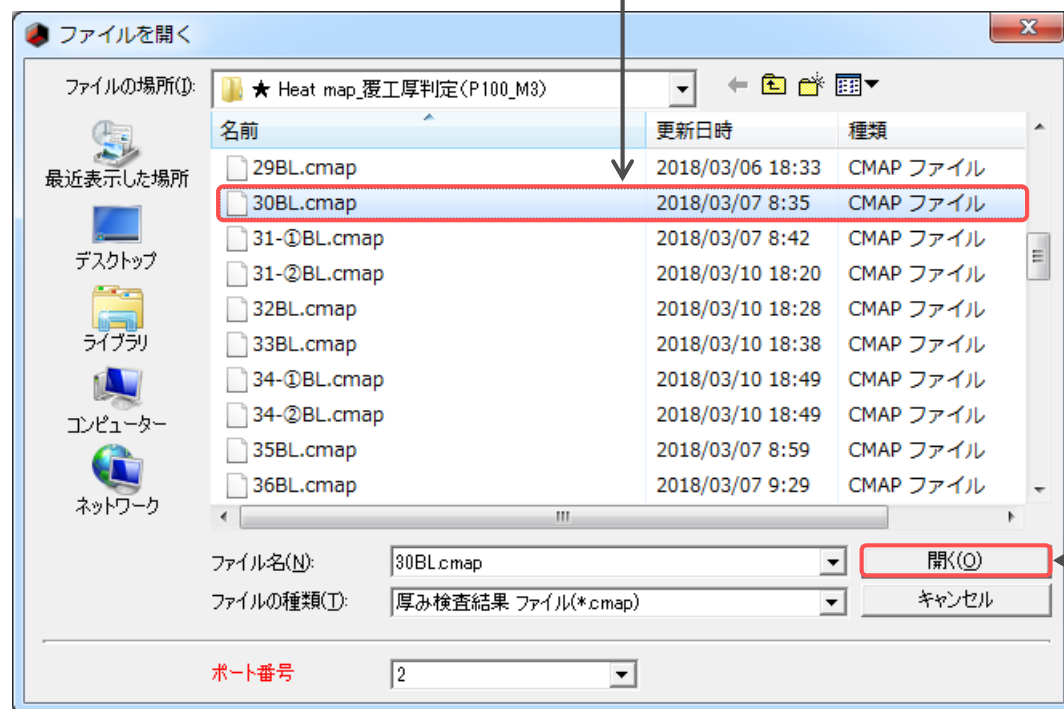 ファイルを開く
ファイルの場所(I):
★ Heat map_覆工厚判定(P100_M3)
名前 更新日時 種類
29BL.cmap 2018/03/06 18:33 CMAP ファイル
30BL.cmap 2018/03/07 8:35 CMAP ファイル
31-①BL.cmap 2018/03/07 8:42 CMAP ファイル
31-②BL.cmap 2018/03/10 18:20 CMAP ファイル
32BL.cmap 2018/03/10 18:28 CMAP ファイル
33BL.cmap 2018/03/10 18:38 CMAP ファイル
34-①BL.cmap 2018/03/10 18:49 CMAP ファイル
34-②BL.cmap 2018/03/10 18:49 CMAP ファイル
35BL.cmap 2018/03/07 8:59 CMAP ファイル
36BL.cmap 2018/03/07 9:29 CMAP ファイル
最近表示した場所
デスクトップ
ライブラリ
コンピューター
ネットワーク
ファイル名(N): 30BL.cmap 開く(O)
ファイルの種類(T): 厚み検査結果 ファイル(*.cmap) キャンセル
ポート番号 2